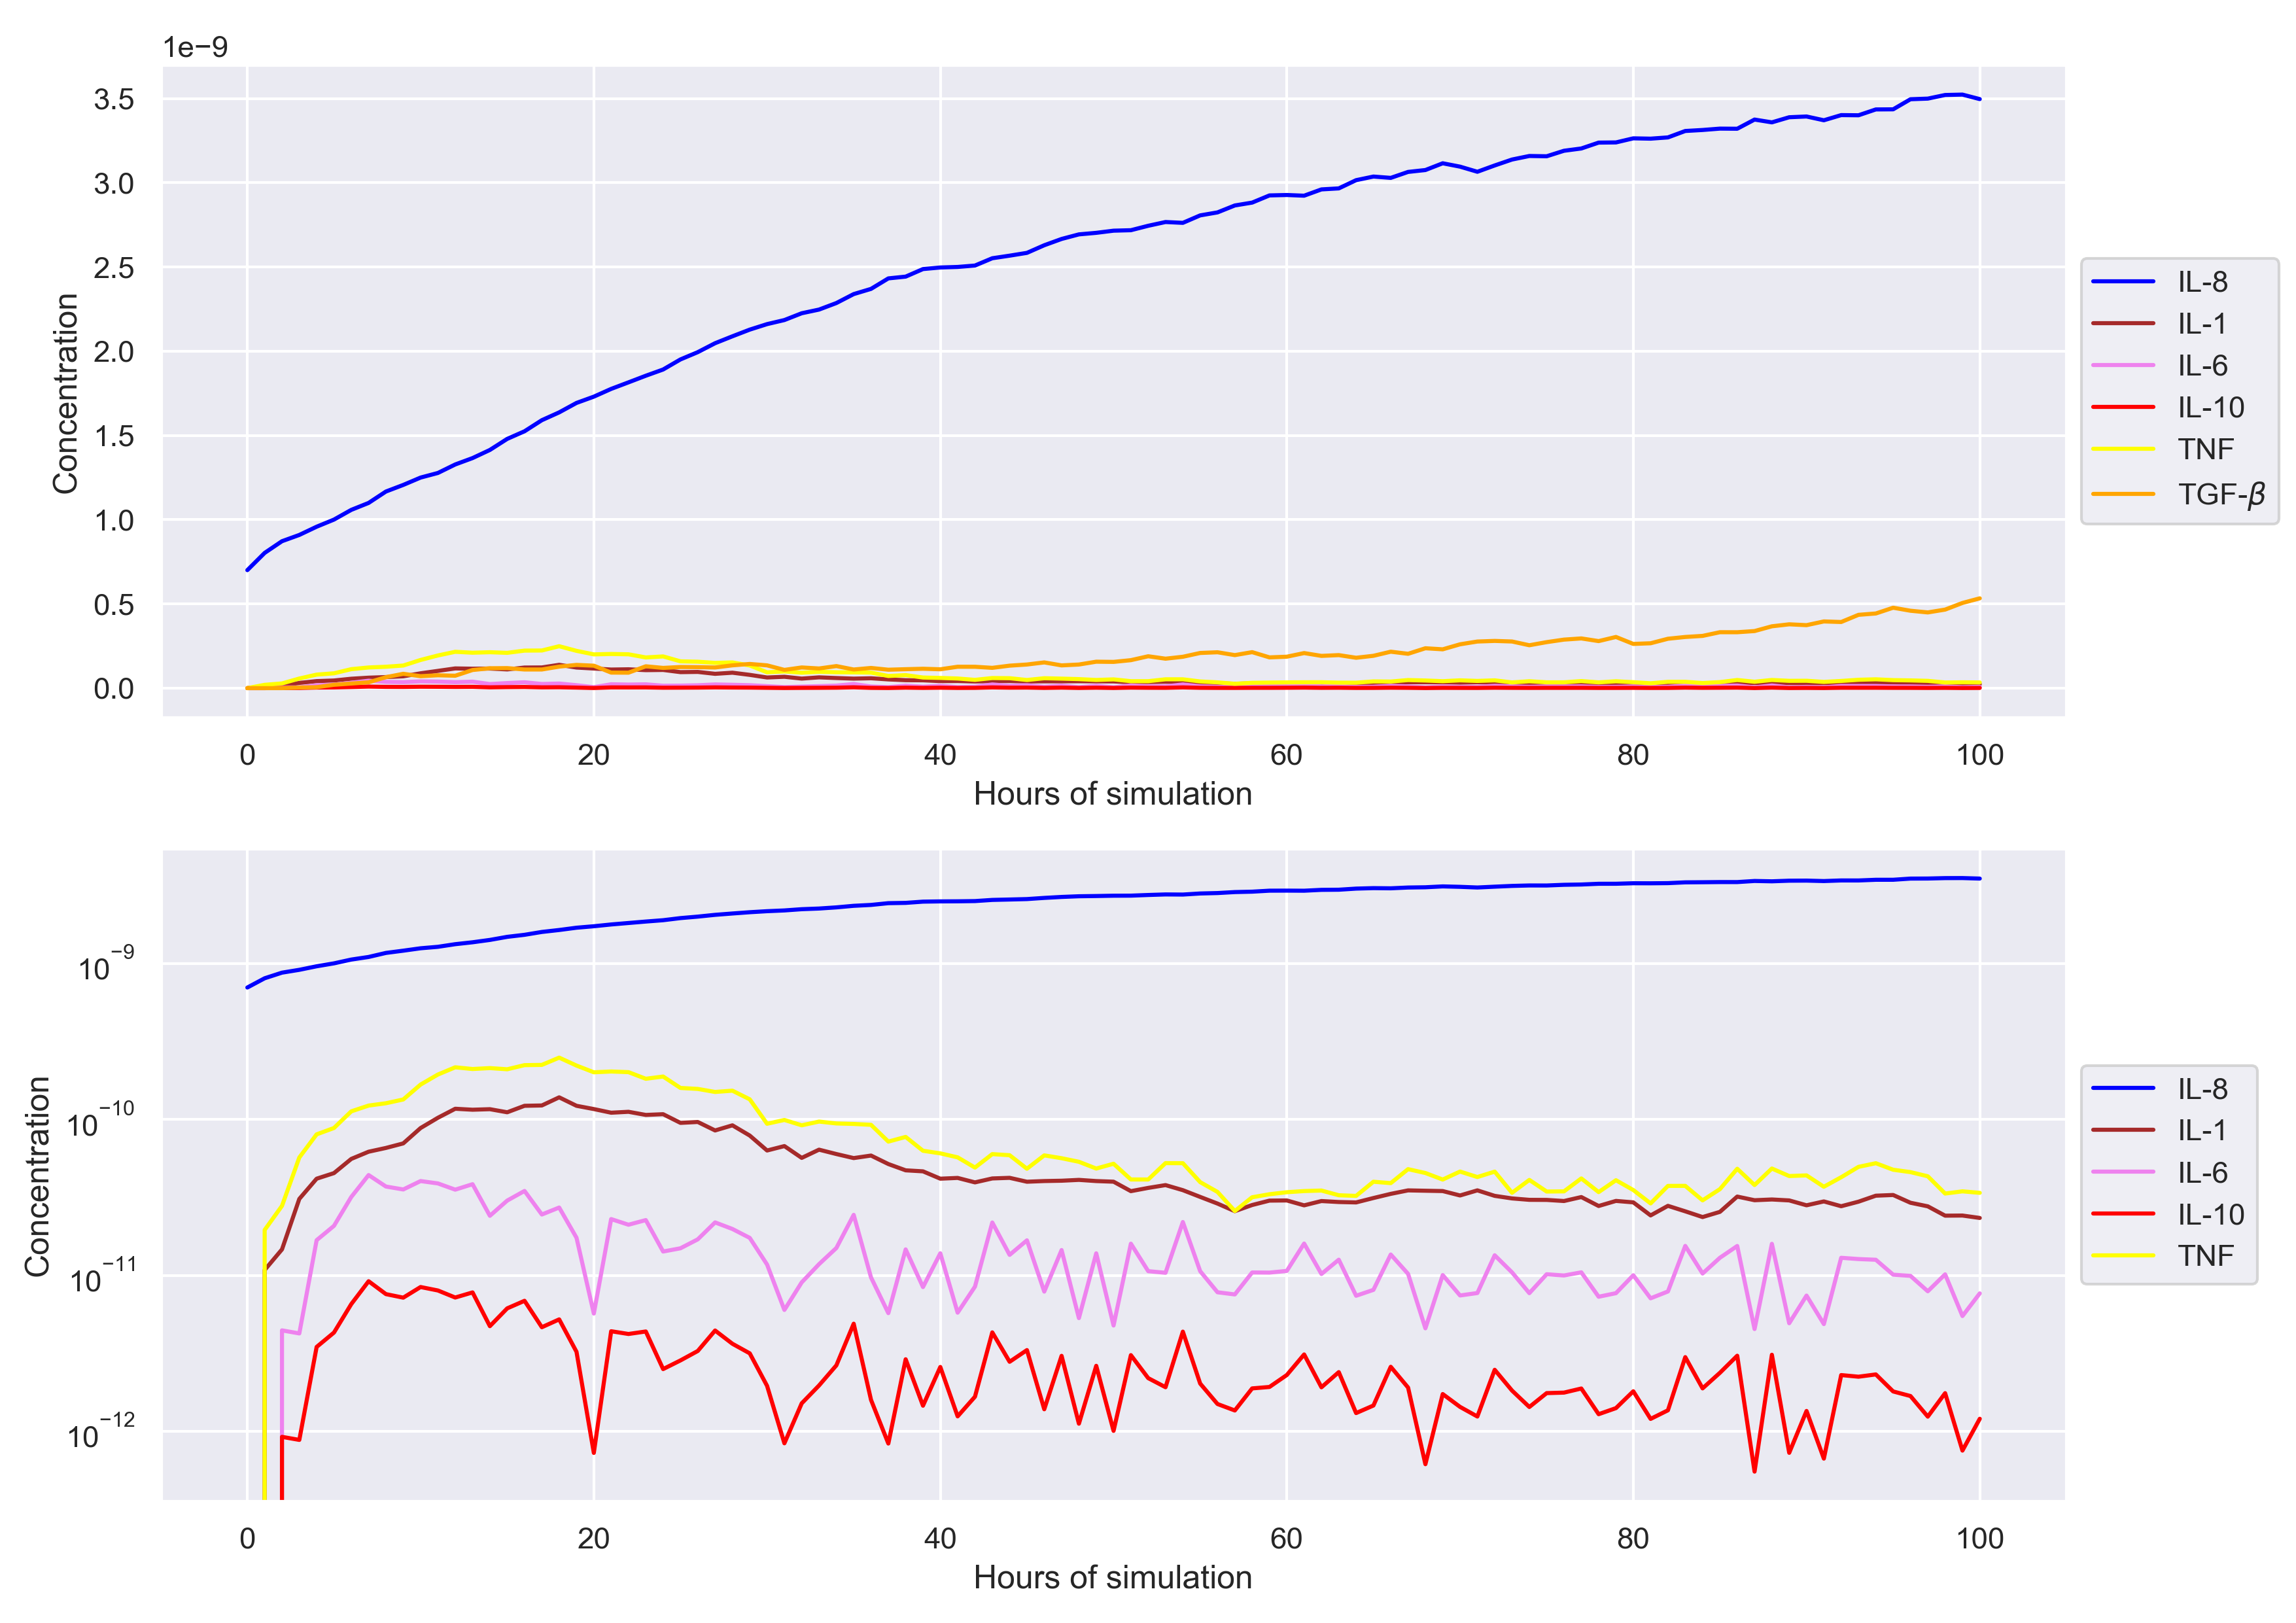 1e−9
3.5
3.0
2.5
2.0
1.5
1.0
0.5
0.0
Concentration
0 20 40 60 80 100
Hours of simulation
IL-8
IL-1
IL-6
IL-10
TNF
TGF-β
10⁻⁹
10⁻¹⁰
10⁻¹¹
10⁻¹²
Concentration
0 20 40 60 80 100
Hours of simulation
IL-8
IL-1
IL-6
IL-10
TNF